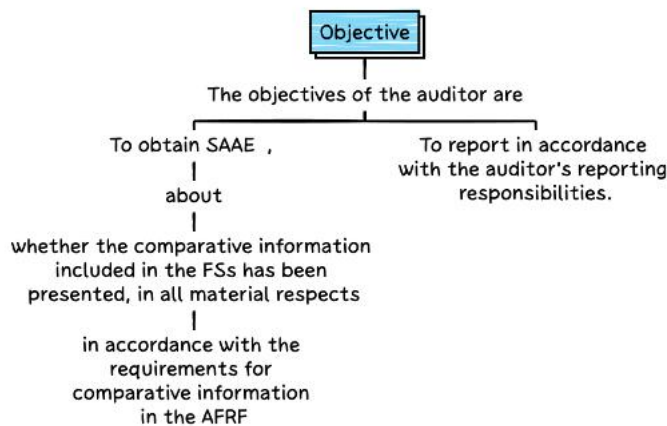 Objective
The objectives of the auditor are
To obtain SAAE ,
about
whether the comparative information
included in the FSs has been
presented, in all material respects
in accordance with the
requirements for
comparative information
in the AFRF
To report in accordance
with the auditor's reporting
responsibilities.